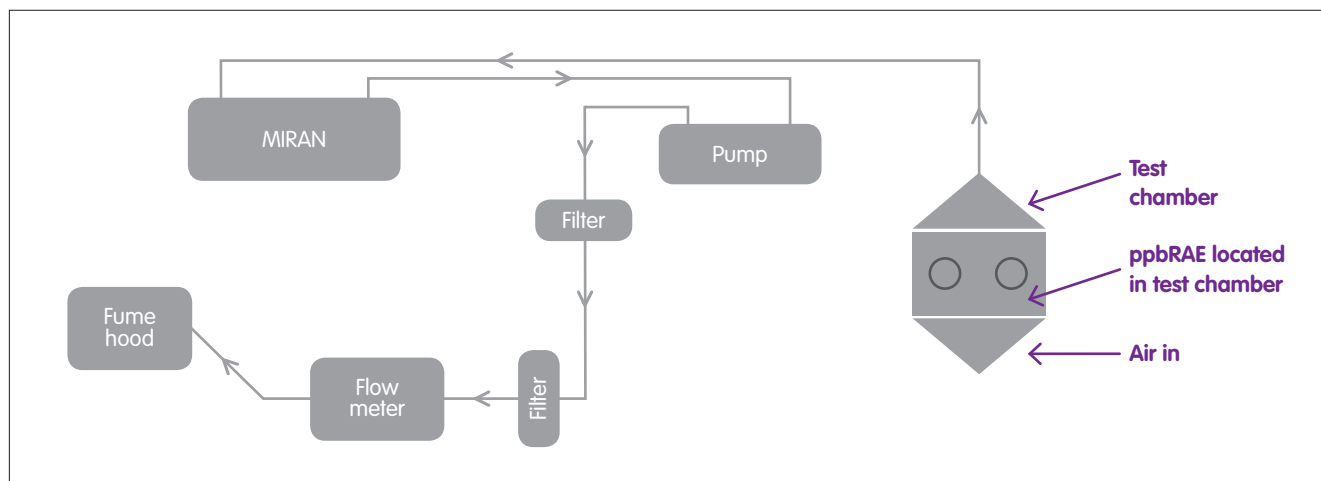 MIRAN
Pump
Test
chamber
Filter
ppbRAE located
in test chamber
Fume
hood
Air in
Flow
meter
Filter